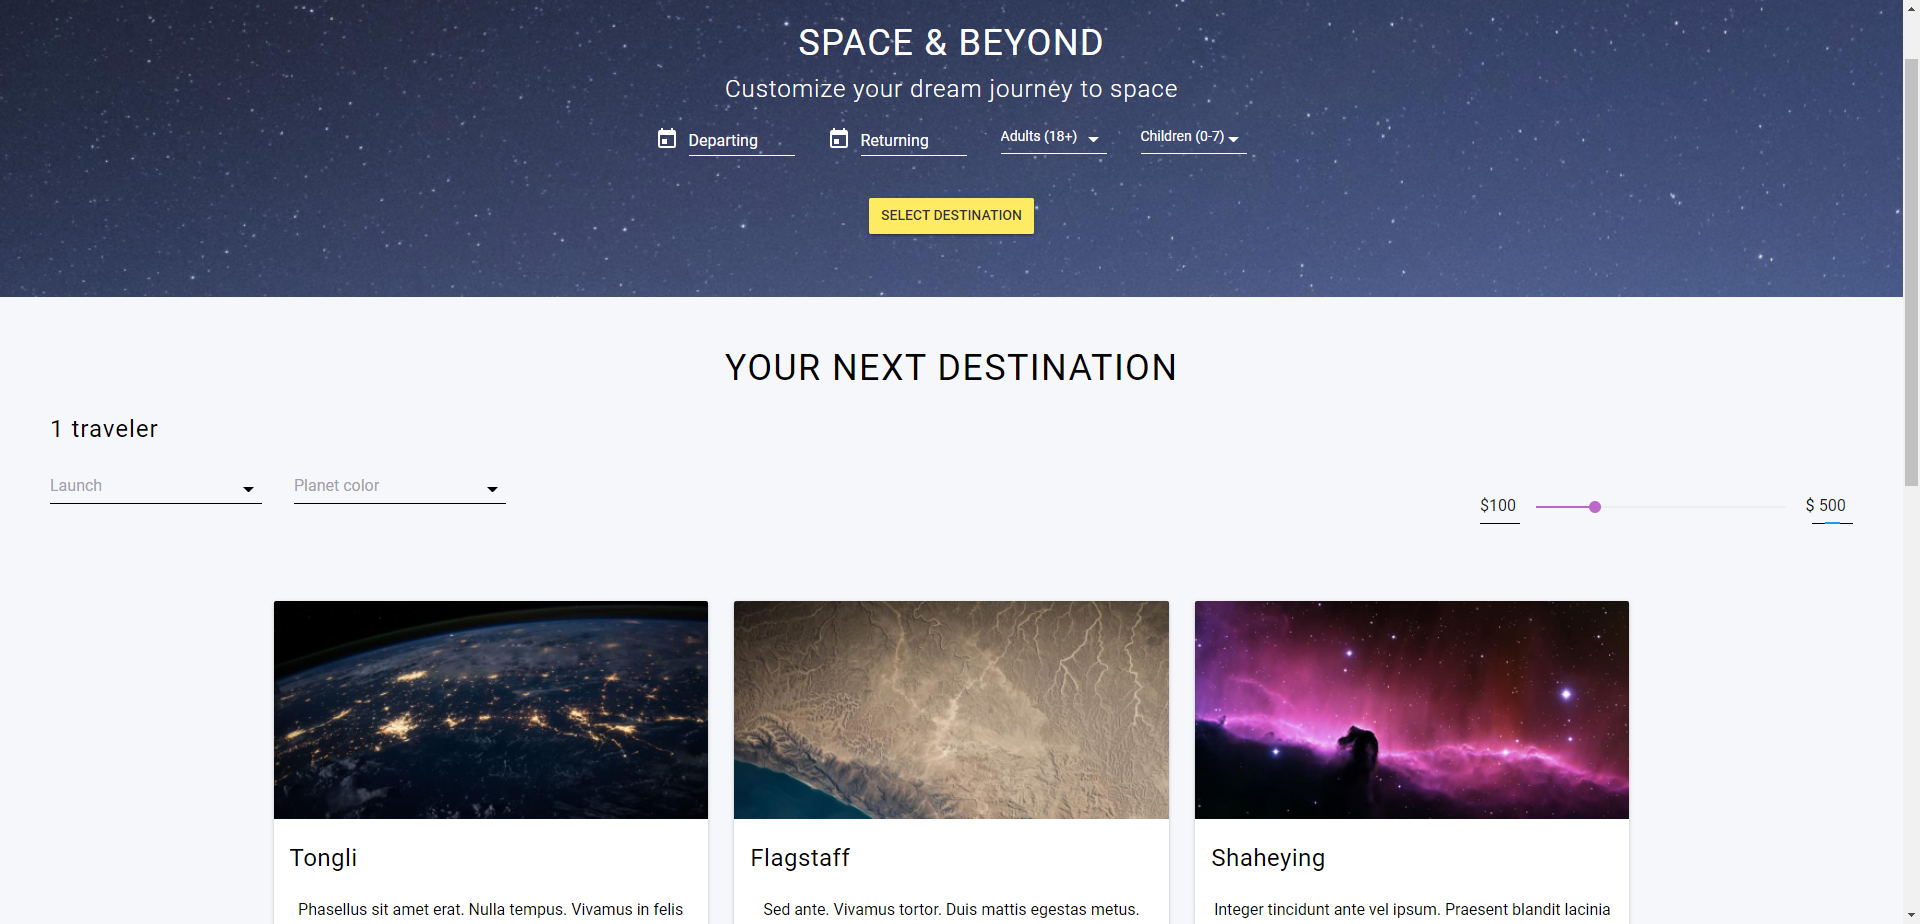 SPACE & BEYOND
Customize your dream journey to space
Departing
Returning
Adults (18+)
Children (0-7)
SELECT DESTINATION
YOUR NEXT DESTINATION
1 traveler
Launch
Planet color
$100
$ 500
Tongli
Flagstaff
Shaheying
Phasellus sit amet erat. Nulla tempus. Vivamus in felis
Sed ante. Vivamus tortor. Duis mattis egestas metus.
Integer tincidunt ante vel ipsum. Praesent blandit lacinia